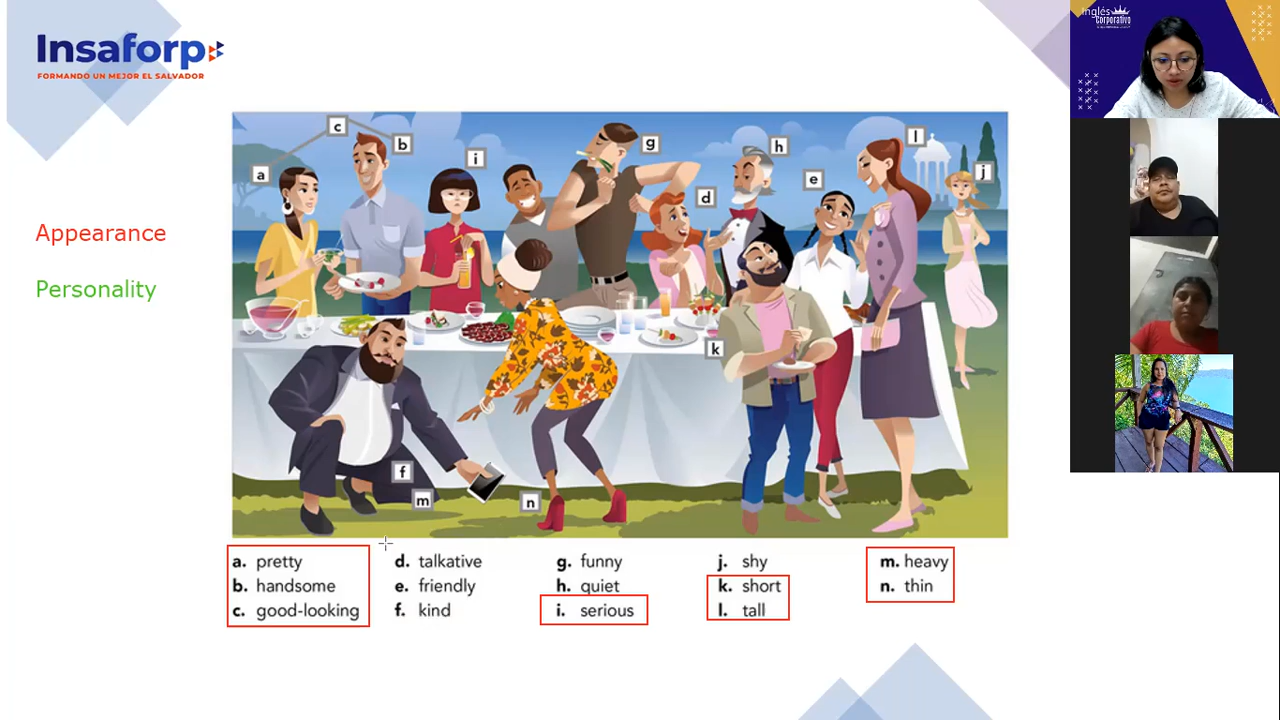 Insaforp
FORMANDO UN MEJOR EL SALVADOR
Inglés
Corporativo
c
b
a
i
g
h
l
j
d
e
Appearance
Personality
k
f
m
n
a. pretty
b. handsome
c. good-looking
d. talkative
e. friendly
f. kind
g. funny
h. quiet
i. serious
j. shy
k. short
l. tall
m. heavy
n. thin